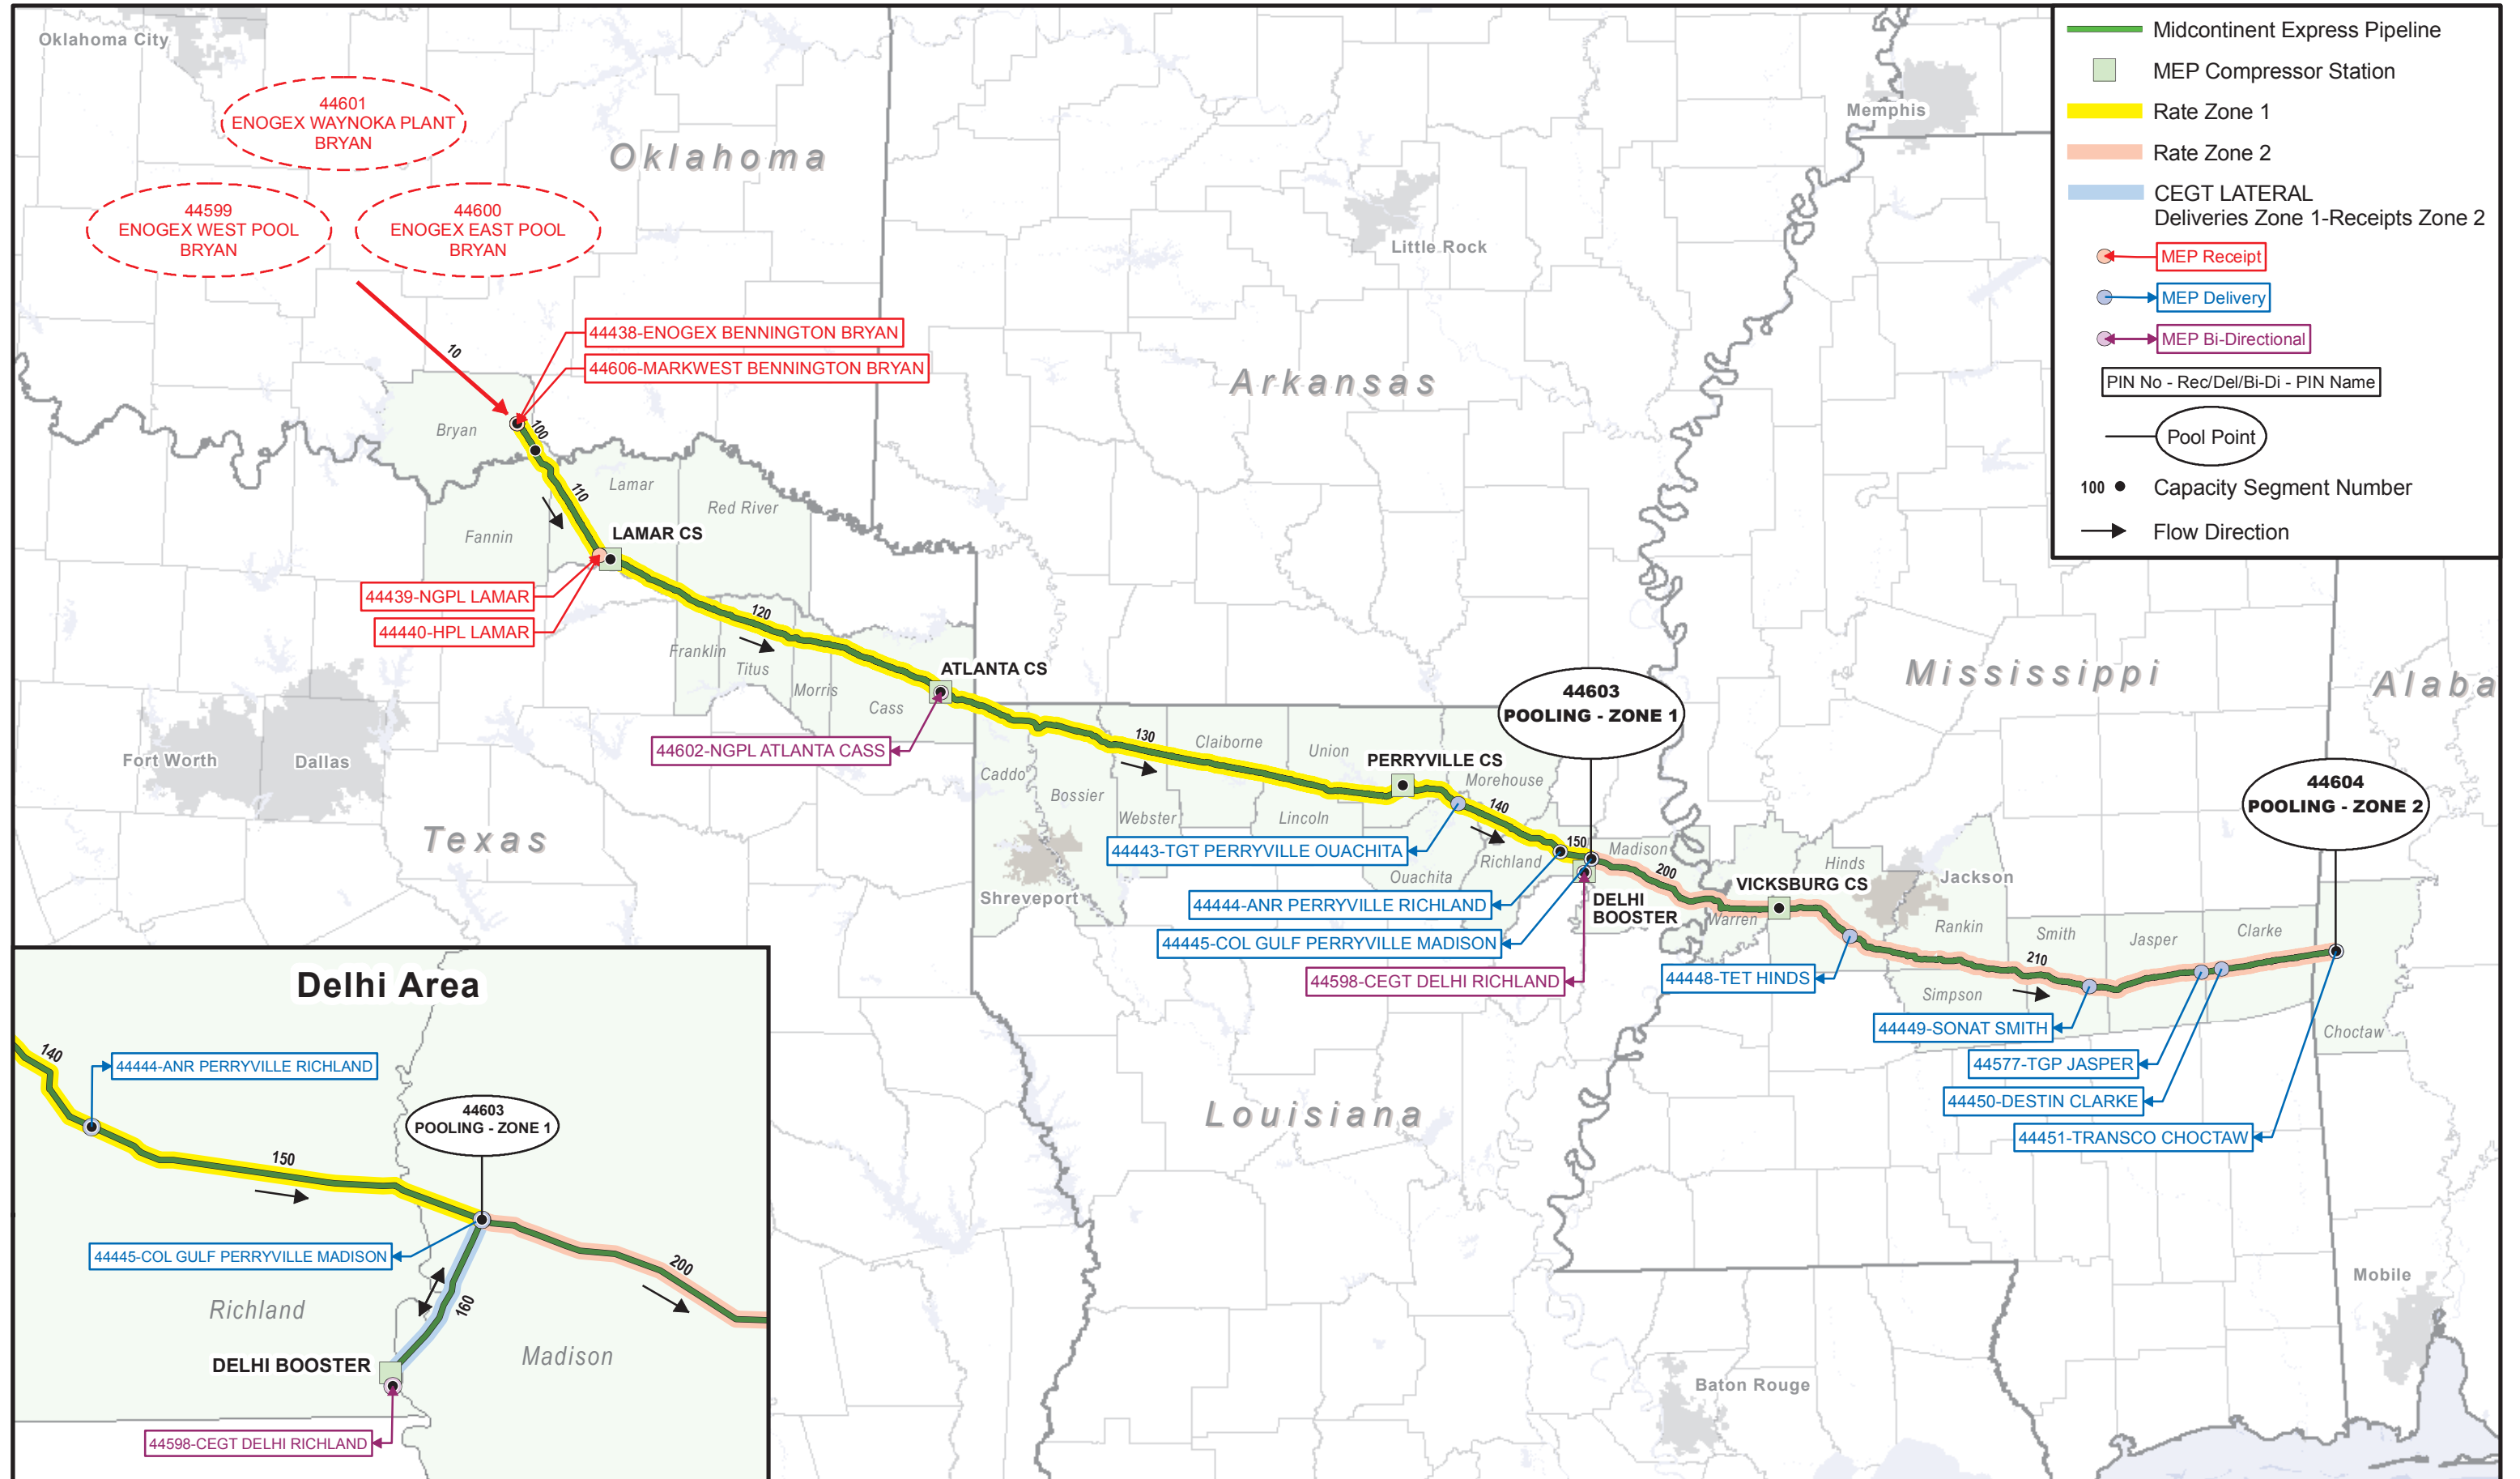 Oklahoma City
44601
ENOGEX WAYNOKA PLANT
BRYAN
44599
ENOGEX WEST POOL
BRYAN
44600
ENOGEX EAST POOL
BRYAN
Oklahoma
10
44438-ENOGEX BENNINGTON BRYAN
44606-MARKWEST BENNINGTON BRYAN
Bryan
100
110
Lamar
Red River
Fannin
LAMAR CS
44439-NGPL LAMAR
44440-HPL LAMAR
120
Franklin
Titus
Morris
Cass
ATLANTA CS
44602-NGPL ATLANTA CASS
Fort Worth
Dallas
Texas
Memphis
Little Rock
Arkansas
Midcontinent Express Pipeline
MEP Compressor Station
Rate Zone 1
Rate Zone 2
CEGT LATERAL
Deliveries Zone 1-Receipts Zone 2
MEP Receipt
MEP Delivery
MEP Bi-Directional
PIN No - Rec/Del/Bi-Di - PIN Name
Pool Point
100
Capacity Segment Number
Flow Direction
Mississippi
Alaba
44603
POOLING - ZONE 1
44604
POOLING - ZONE 2
130
Claiborne
Union
PERRYVILLE CS
Morehouse
Caddo
Bossier
Webster
Lincoln
140
44443-TGT PERRYVILLE OUACHITA
Richland
150
Madison
Ouachita
Shreveport
44444-ANR PERRYVILLE RICHLAND
44445-COL GULF PERRYVILLE MADISON
44598-CEGT DELHI RICHLAND
DELHI
BOOSTER
200
VICKSBURG CS
Warren
Hinds
Jackson
Rankin
Smith
Jasper
Clarke
210
44448-TET HINDS
Simpson
44449-SONAT SMITH
44577-TGP JASPER
44450-DESTIN CLARKE
44451-TRANSCO CHOCTAW
Choctaw
Louisiana
Mobile
Baton Rouge
Delhi Area
140
44444-ANR PERRYVILLE RICHLAND
44603
POOLING - ZONE 1
150
44445-COL GULF PERRYVILLE MADISON
200
160
Richland
Madison
DELHI BOOSTER
44598-CEGT DELHI RICHLAND